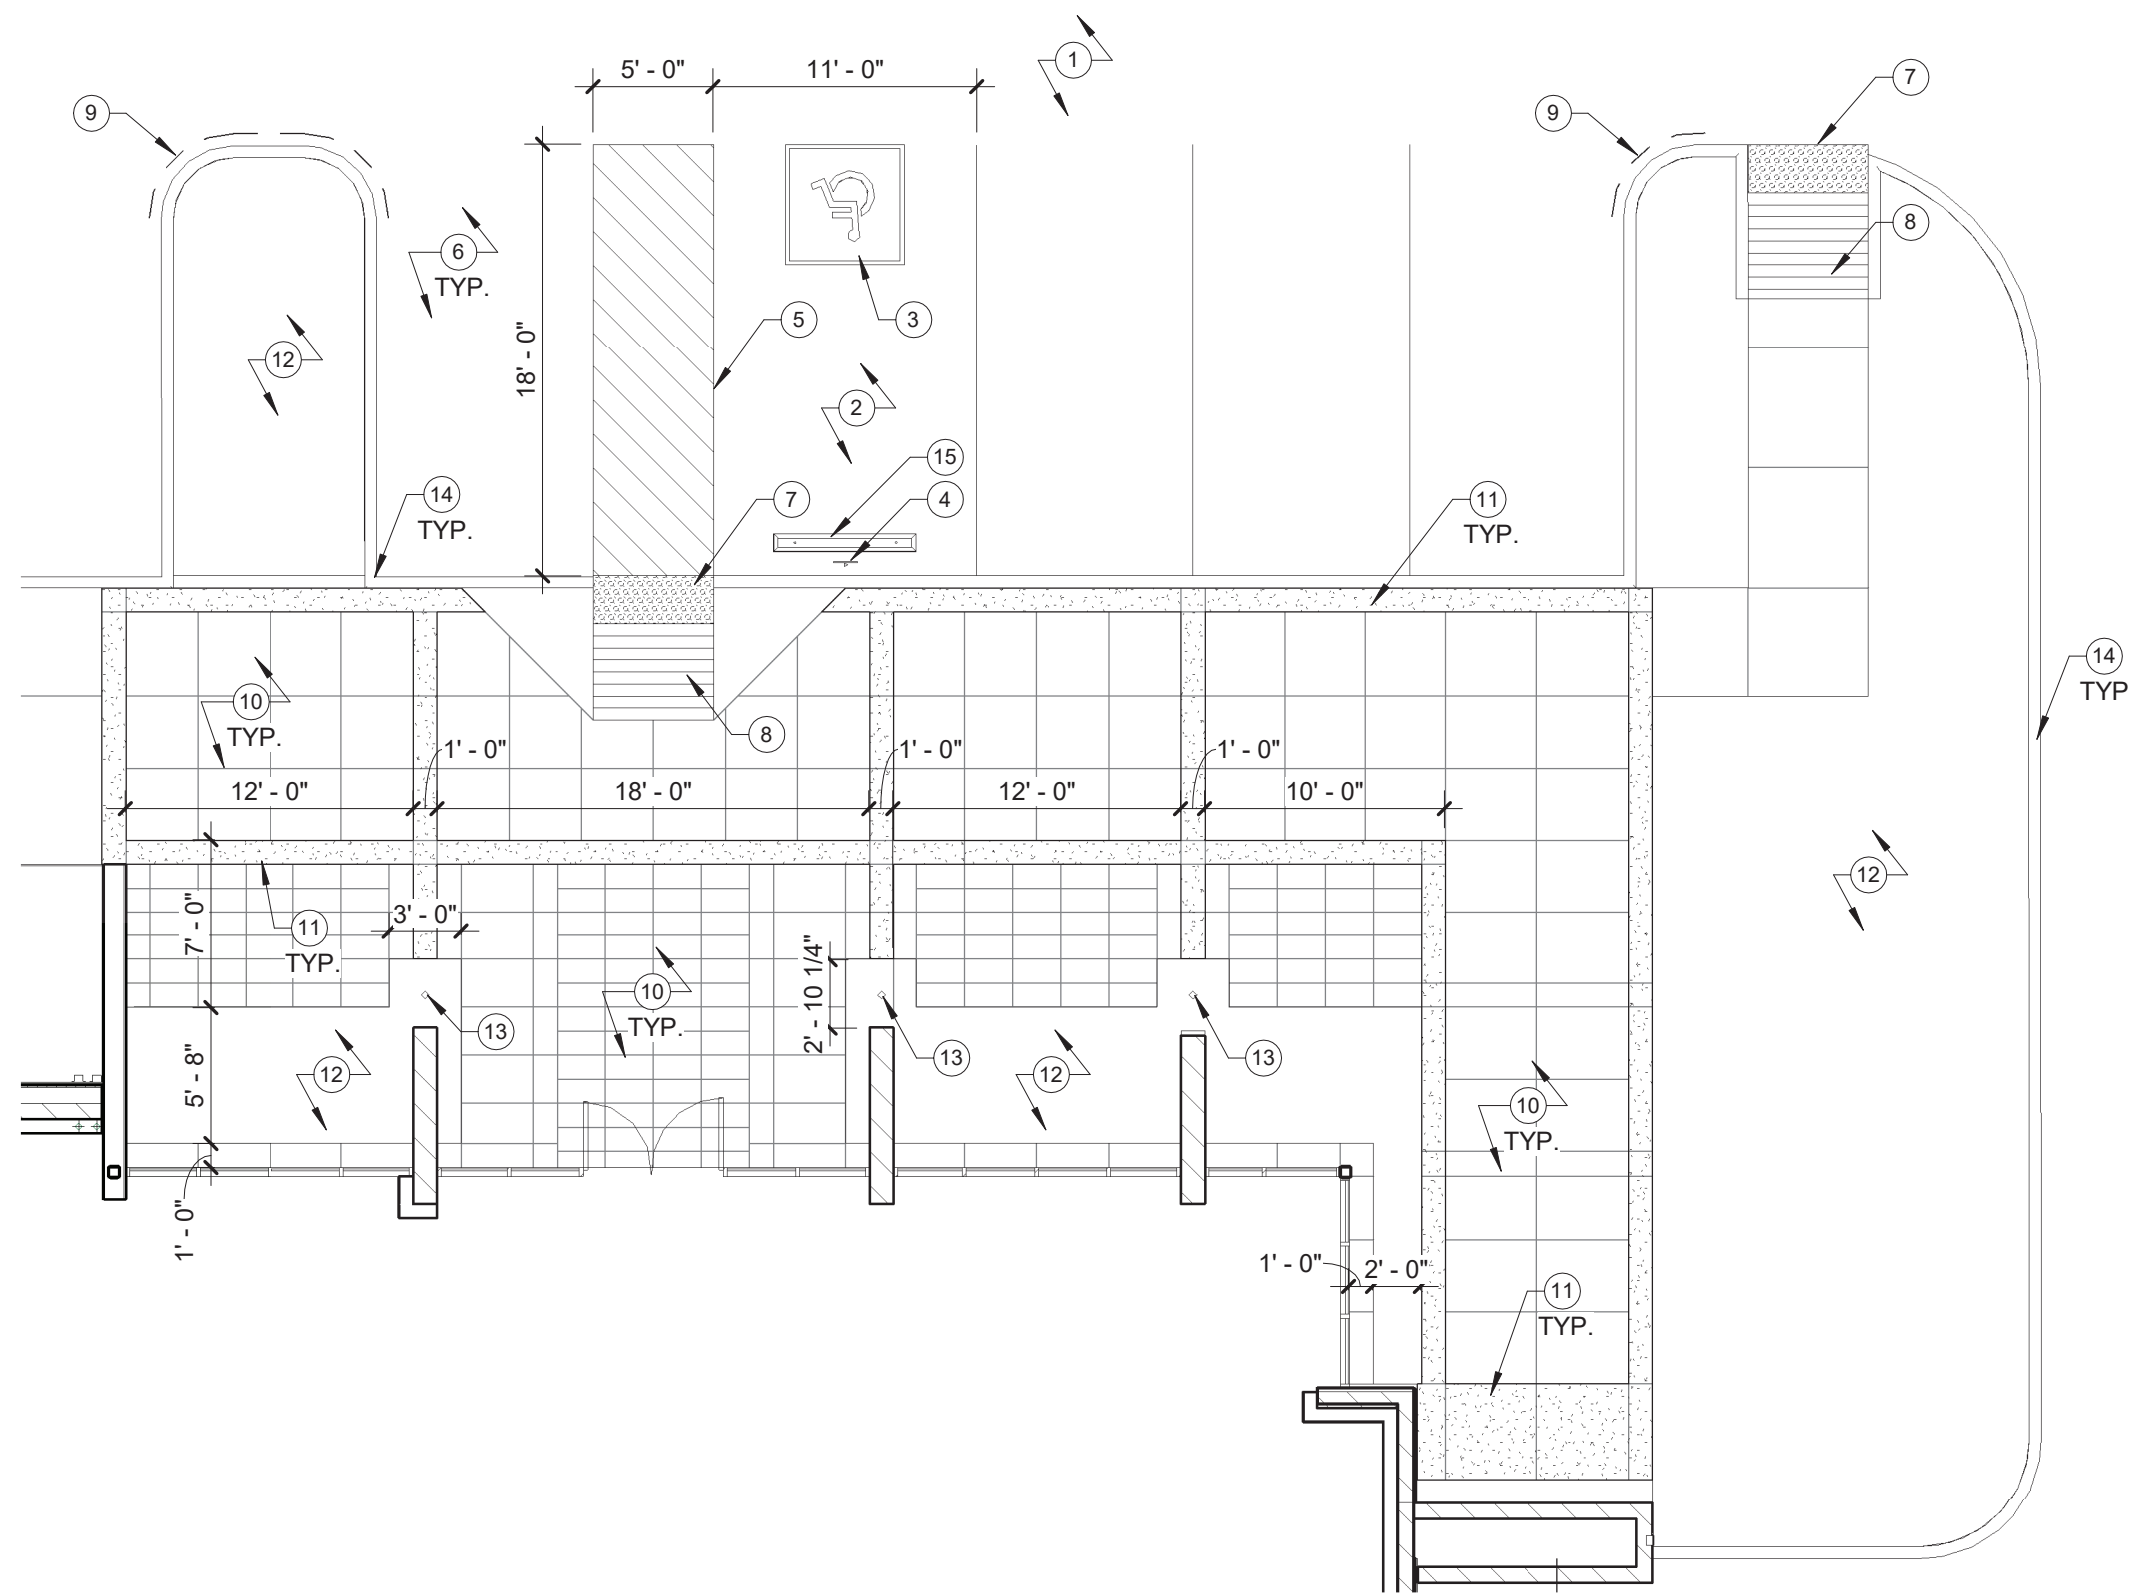 1
5' - 0"
11' - 0"
7
9
9
8
6
TYP.
5
3
12
18' - 0"
2
15
14
TYP.
7
4
11
TYP.
14
TYP
10
TYP.
8
1' - 0"
1' - 0"
1' - 0"
12' - 0"
18' - 0"
12' - 0"
10' - 0"
12
7' - 0"
3' - 0"
11
TYP.
2' - 10 1/4"
10
TYP.
13
13
13
5' - 8"
12
12
10
TYP.
1' - 0"
1' - 0"
2' - 0"
11
TYP.